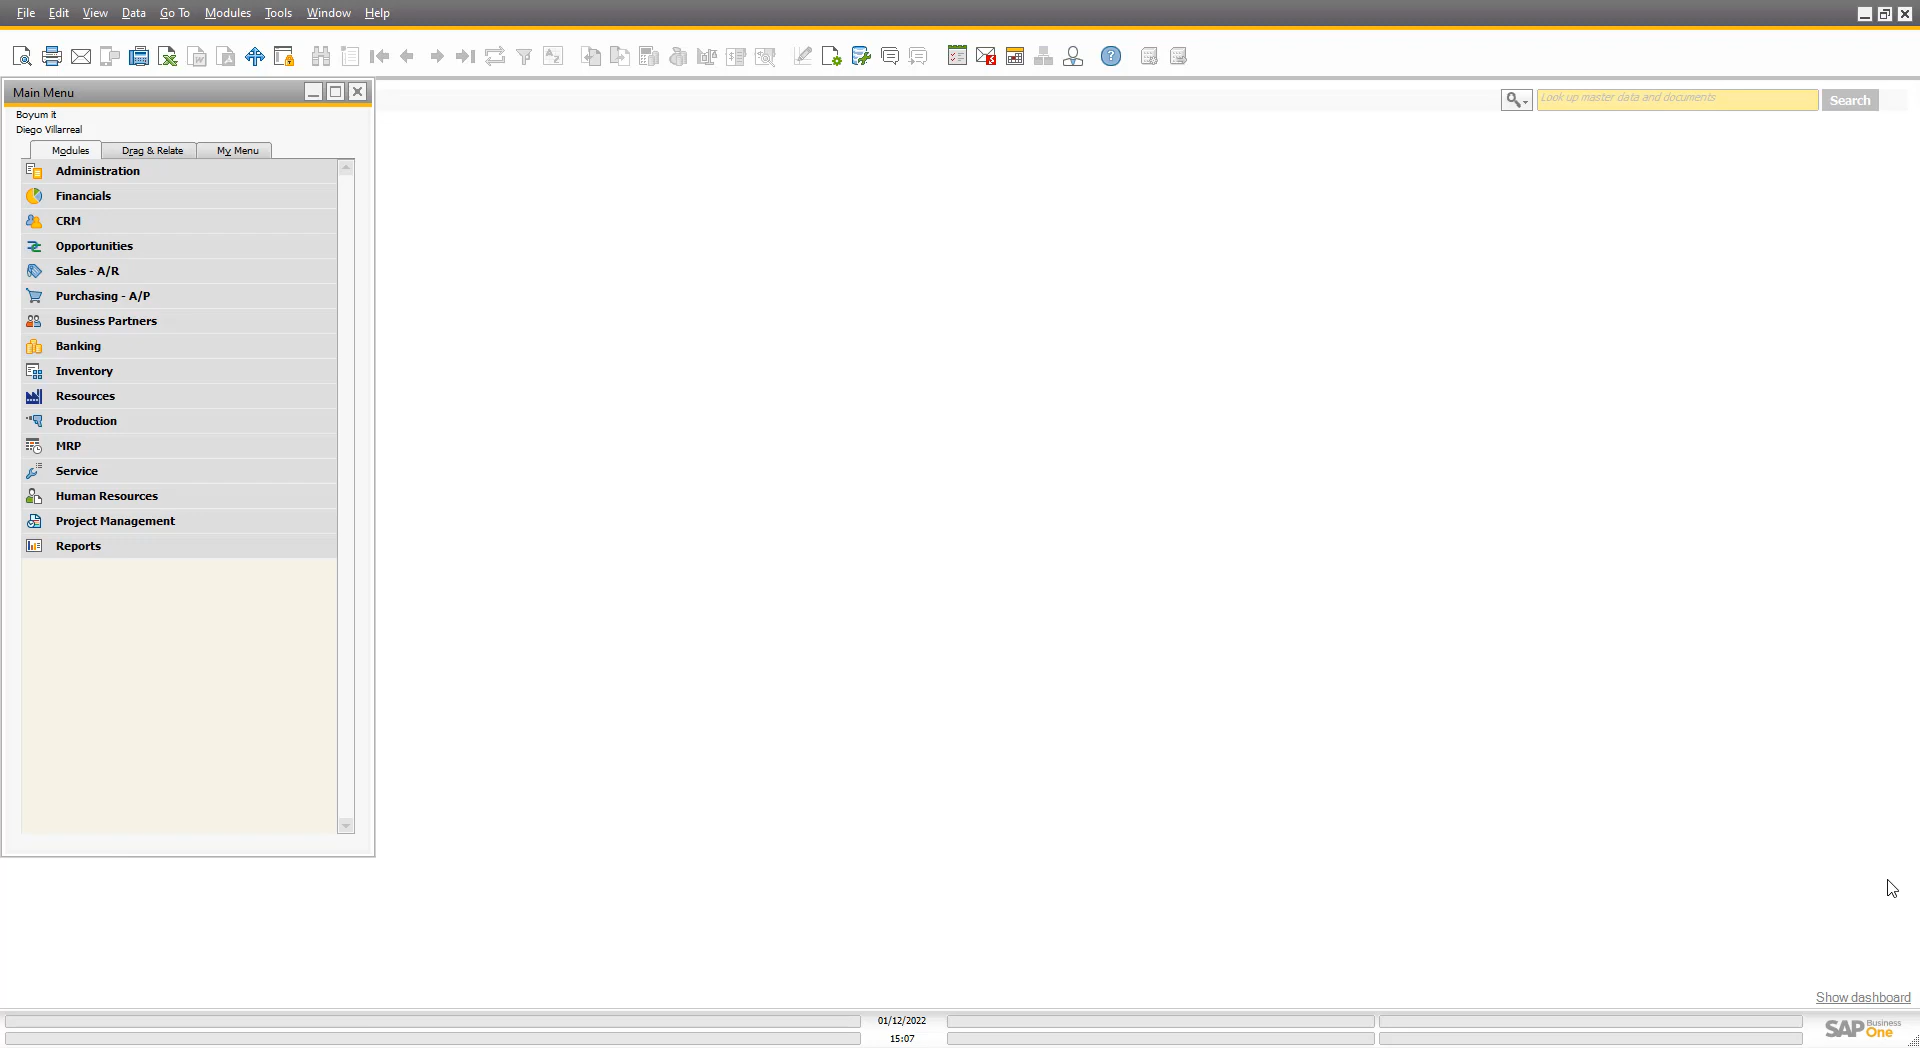 File Edit View Data Go To Modules Tools Window Help
Main Menu
Look up master data and documents
Search
Boyum it
Diego Villarreal
Modules Drag & Relate My Menu
Administration
Financials
CRM
Opportunities
Sales - A/R
Purchasing - A/P
Business Partners
Banking
Inventory
Resources
Production
MRP
Service
Human Resources
Project Management
Reports
Show dashboard
01/12/2022
15:07
SAP Business One